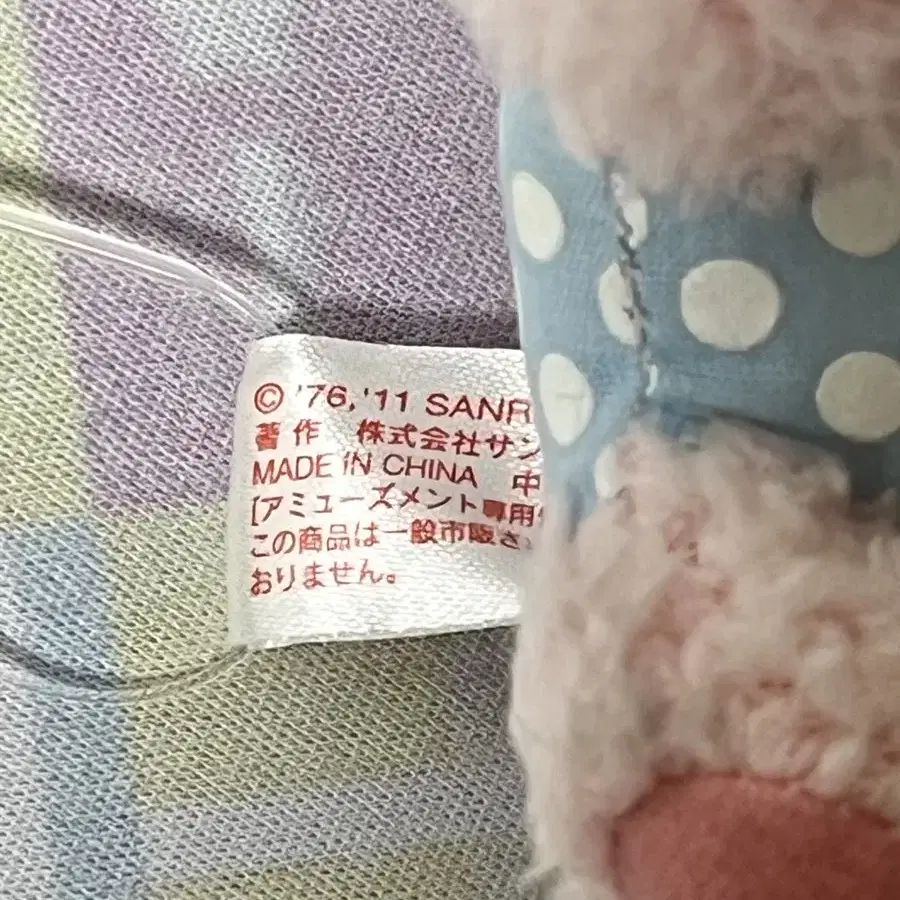 © '76, '11 SANR
著作 株式会社サン
MADE IN CHINA 中
[アミューズメント専用
この商品は一般市販さ
おりません。